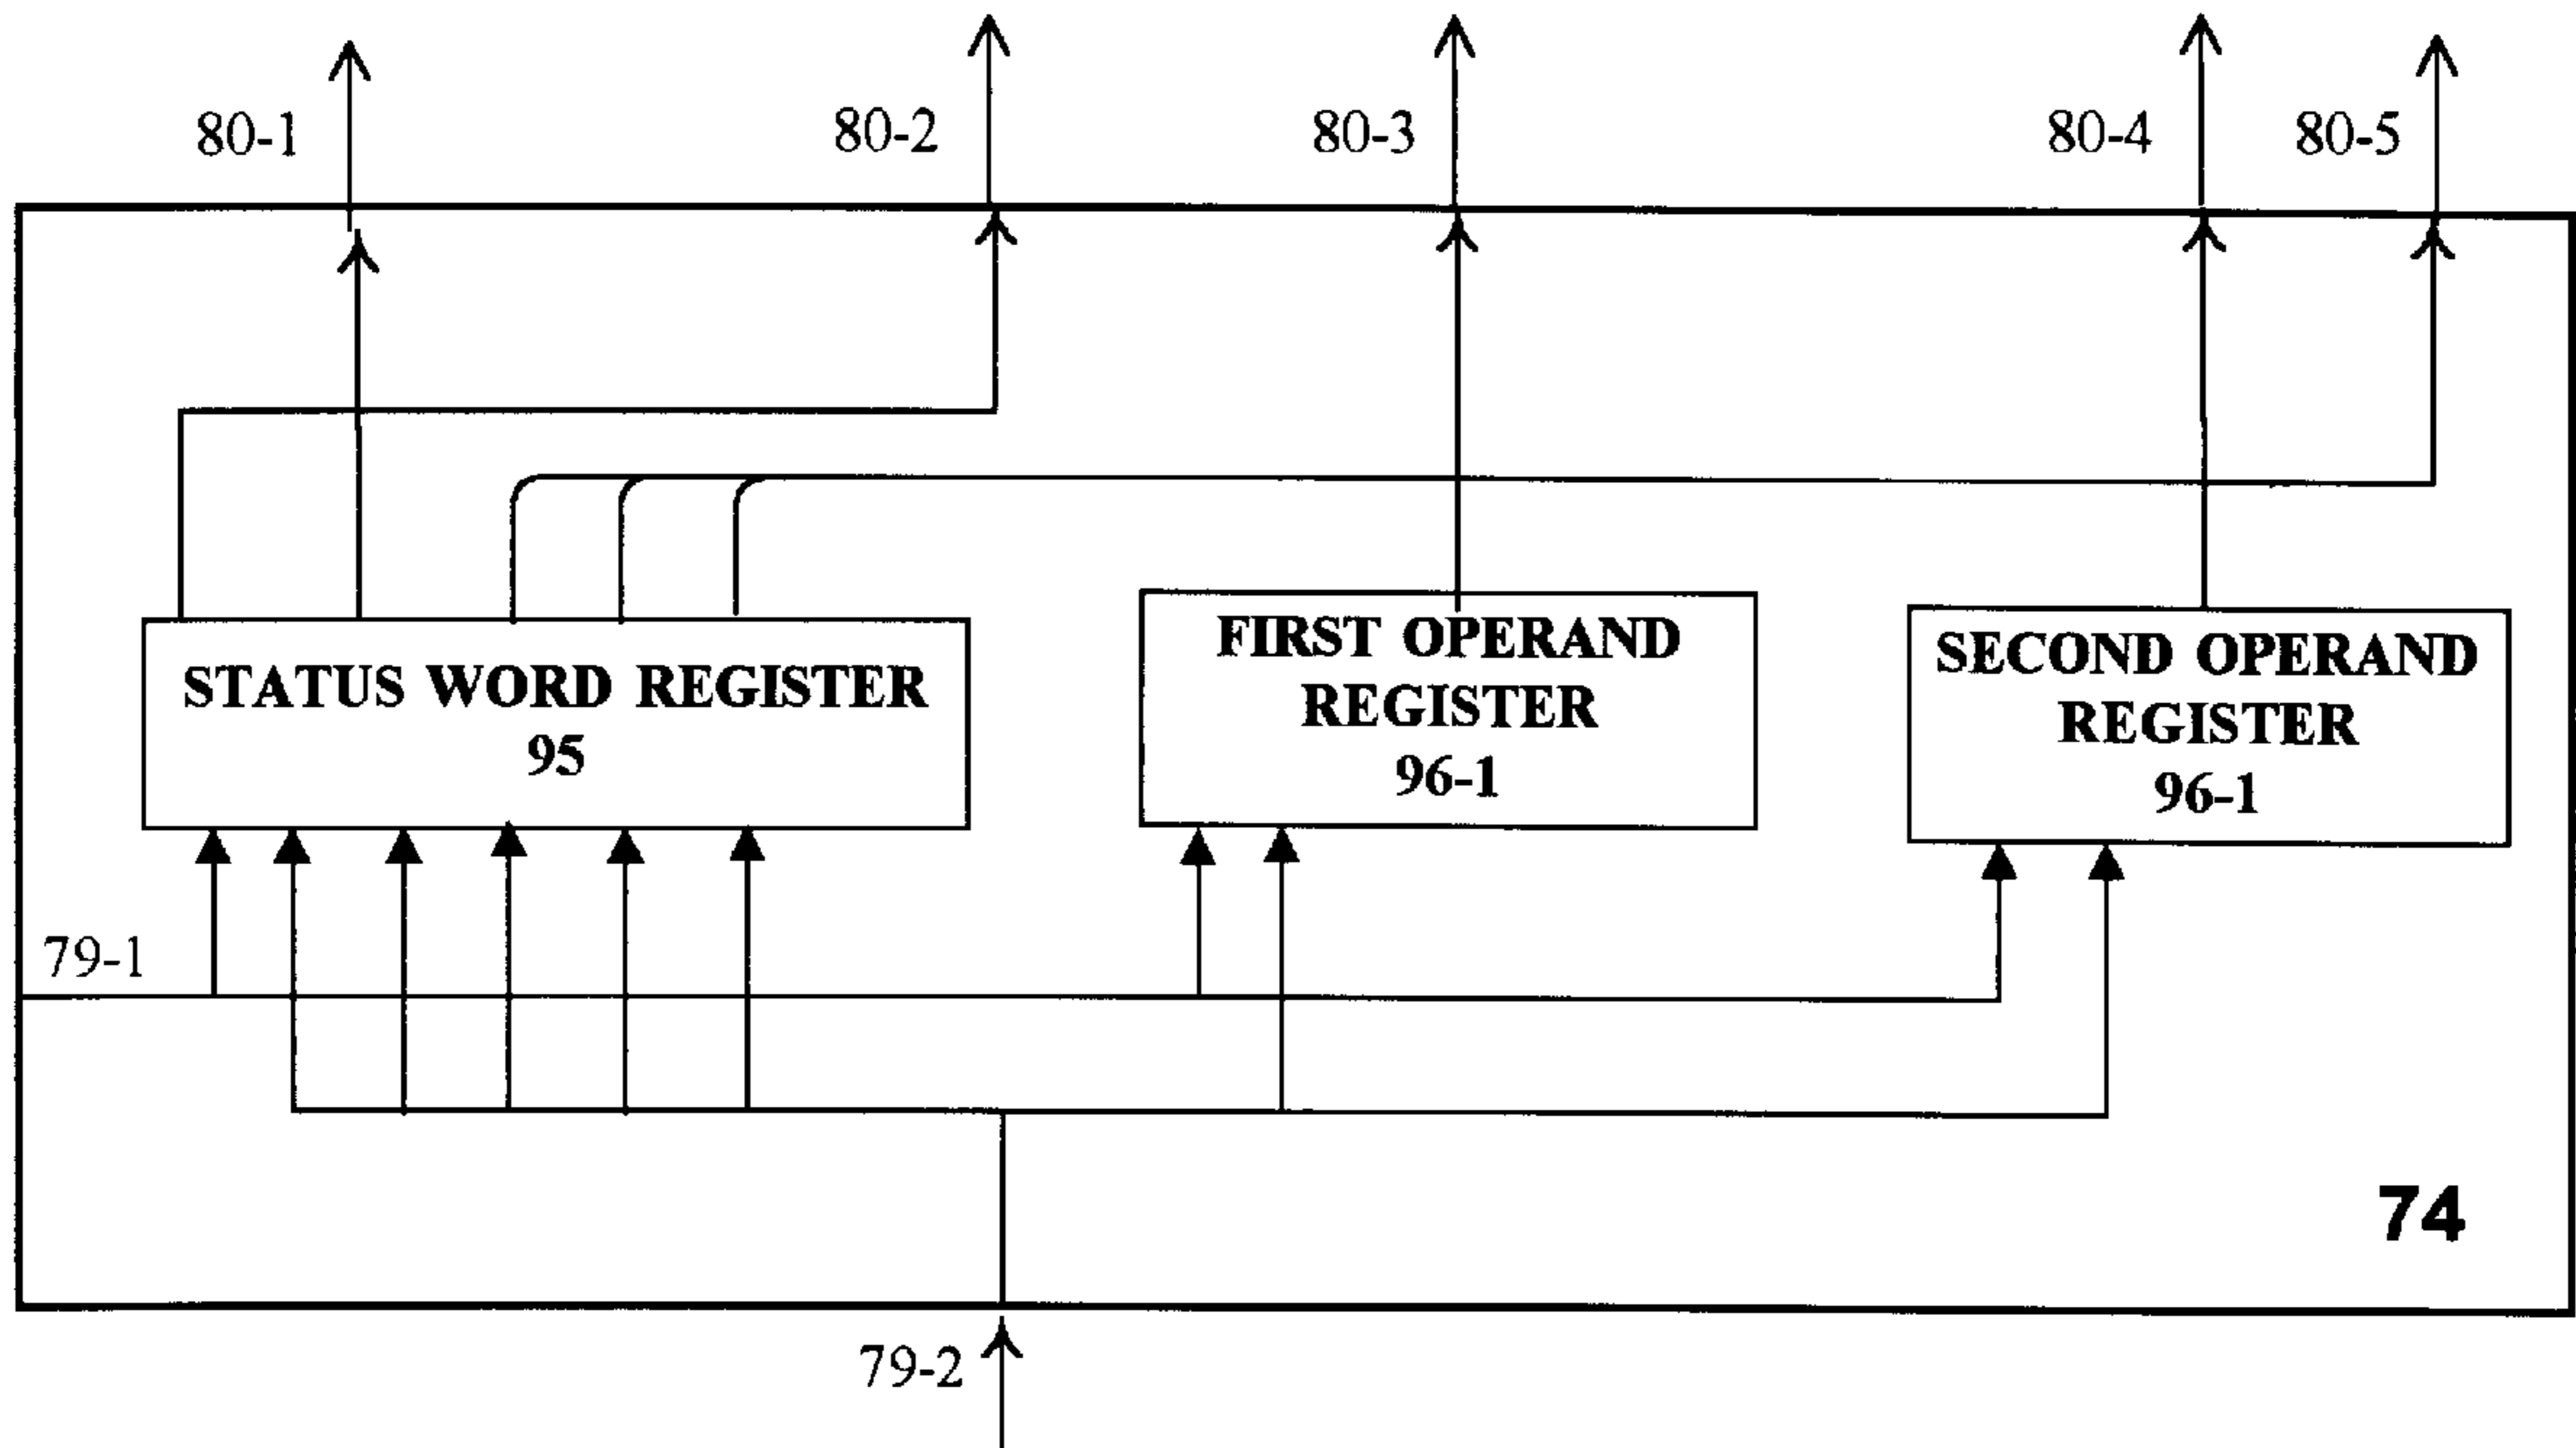 80-1
80-2
80-3
80-4
80-5
STATUS WORD REGISTER
95
FIRST OPERAND
REGISTER
96-1
SECOND OPERAND
REGISTER
96-1
79-1
74
79-2